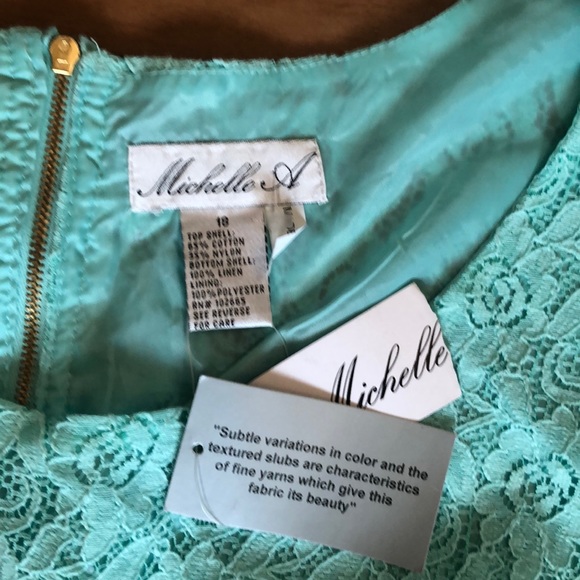 Michelle A
18
TOP SHELL:
65% COTTON
35% NYLON
BOTTOM SHELL:
100% LINEN
LINING:
100%POLYESTER
RN# 102665
SEE REVERSE
FOR CARE
Michelle
"Subtle variations in color and the
textured slubs are characteristics
of fine yarns which give this
fabric its beauty"